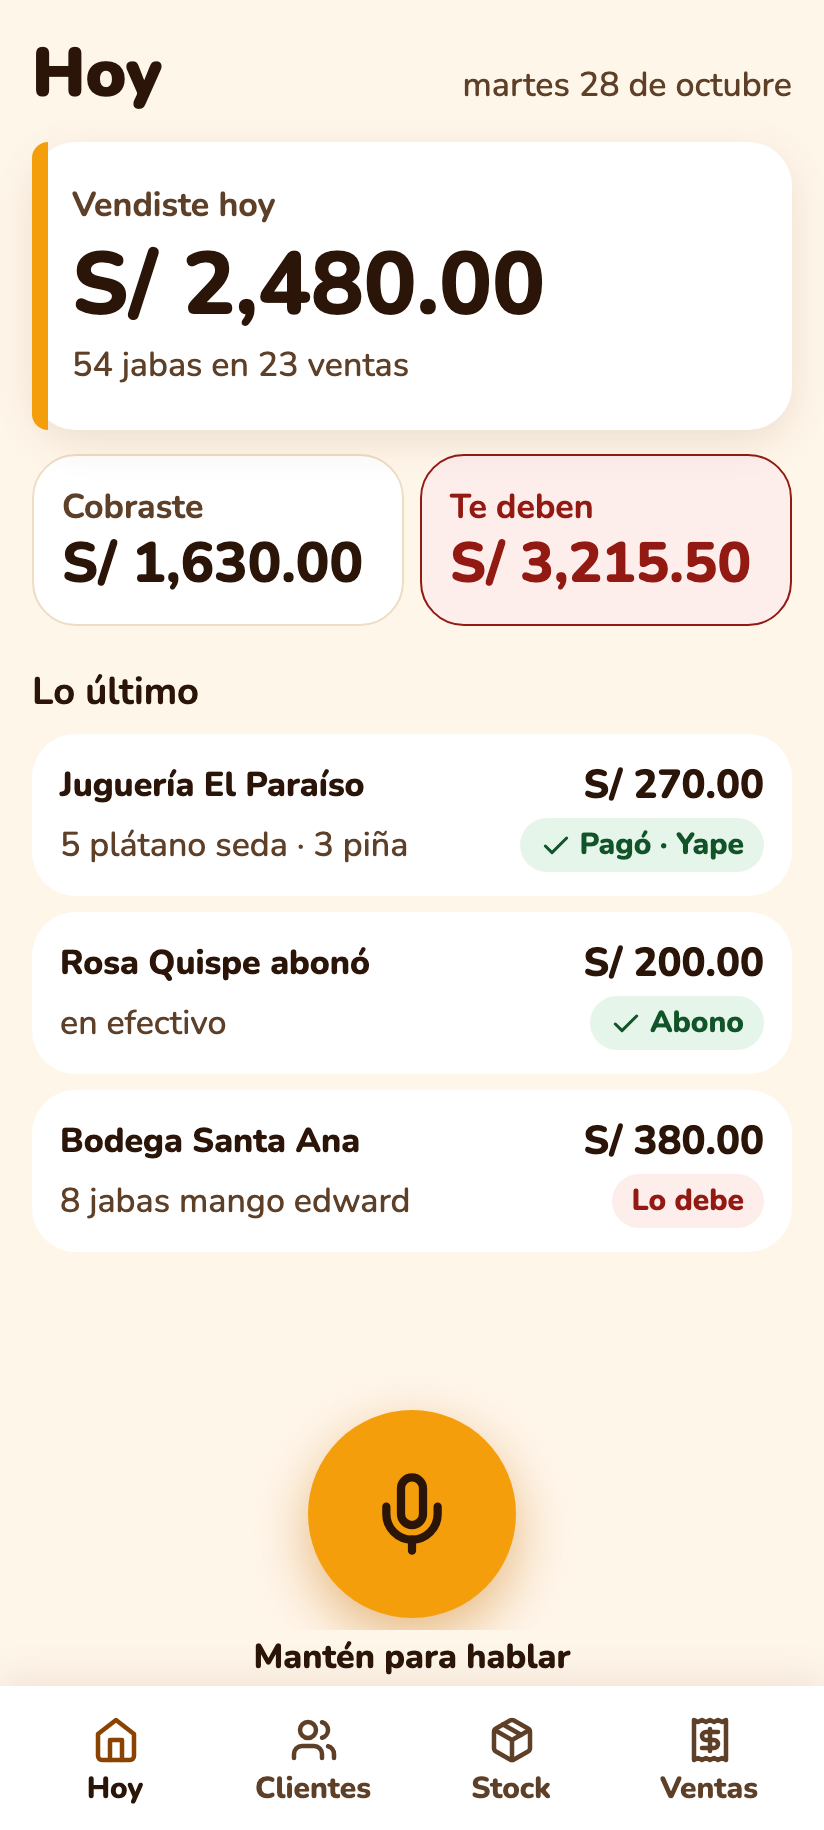 Hoy
martes 28 de octubre
Vendiste hoy
S/ 2,480.00
54 jabas en 23 ventas
Cobraste
S/ 1,630.00
Te deben
S/ 3,215.50
Lo último
Juguería El Paraíso
S/ 270.00
5 plátano seda · 3 piña
✓ Pagó · Yape
Rosa Quispe abonó
S/ 200.00
en efectivo
✓ Abono
Bodega Santa Ana
S/ 380.00
8 jabas mango edward
Lo debe
Mantén para hablar
Hoy
Clientes
Stock
Ventas